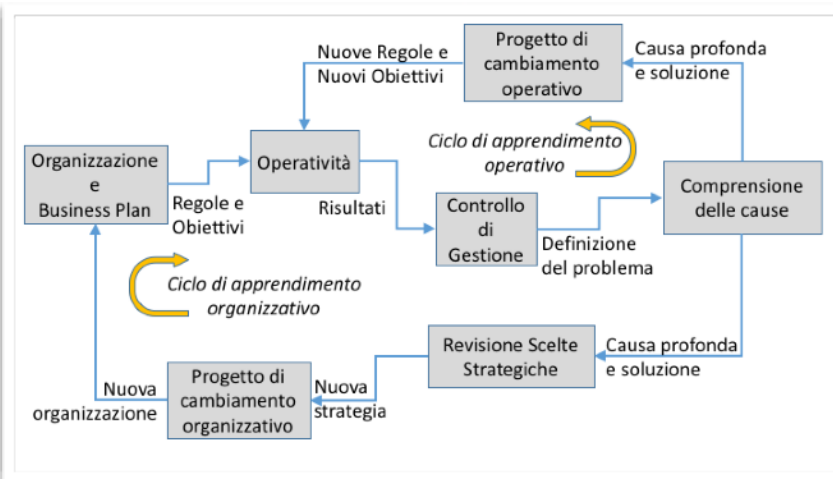 Nuove Regole e
Nuovi Obiettivi
Progetto di
cambiamento
operativo
Causa profonda
e soluzione
Organizzazione
e
Business Plan
Regole e
Obiettivi
Operatività
Risultati
Ciclo di apprendimento
operativo
Controllo
di
Gestione
Definizione
del problema
Comprensione
delle cause
Ciclo di apprendimento
organizzativo
Revisione Scelte
Strategiche
Causa profonda
e soluzione
Nuova
organizzazione
Progetto di
cambiamento
organizzativo
Nuova
strategia